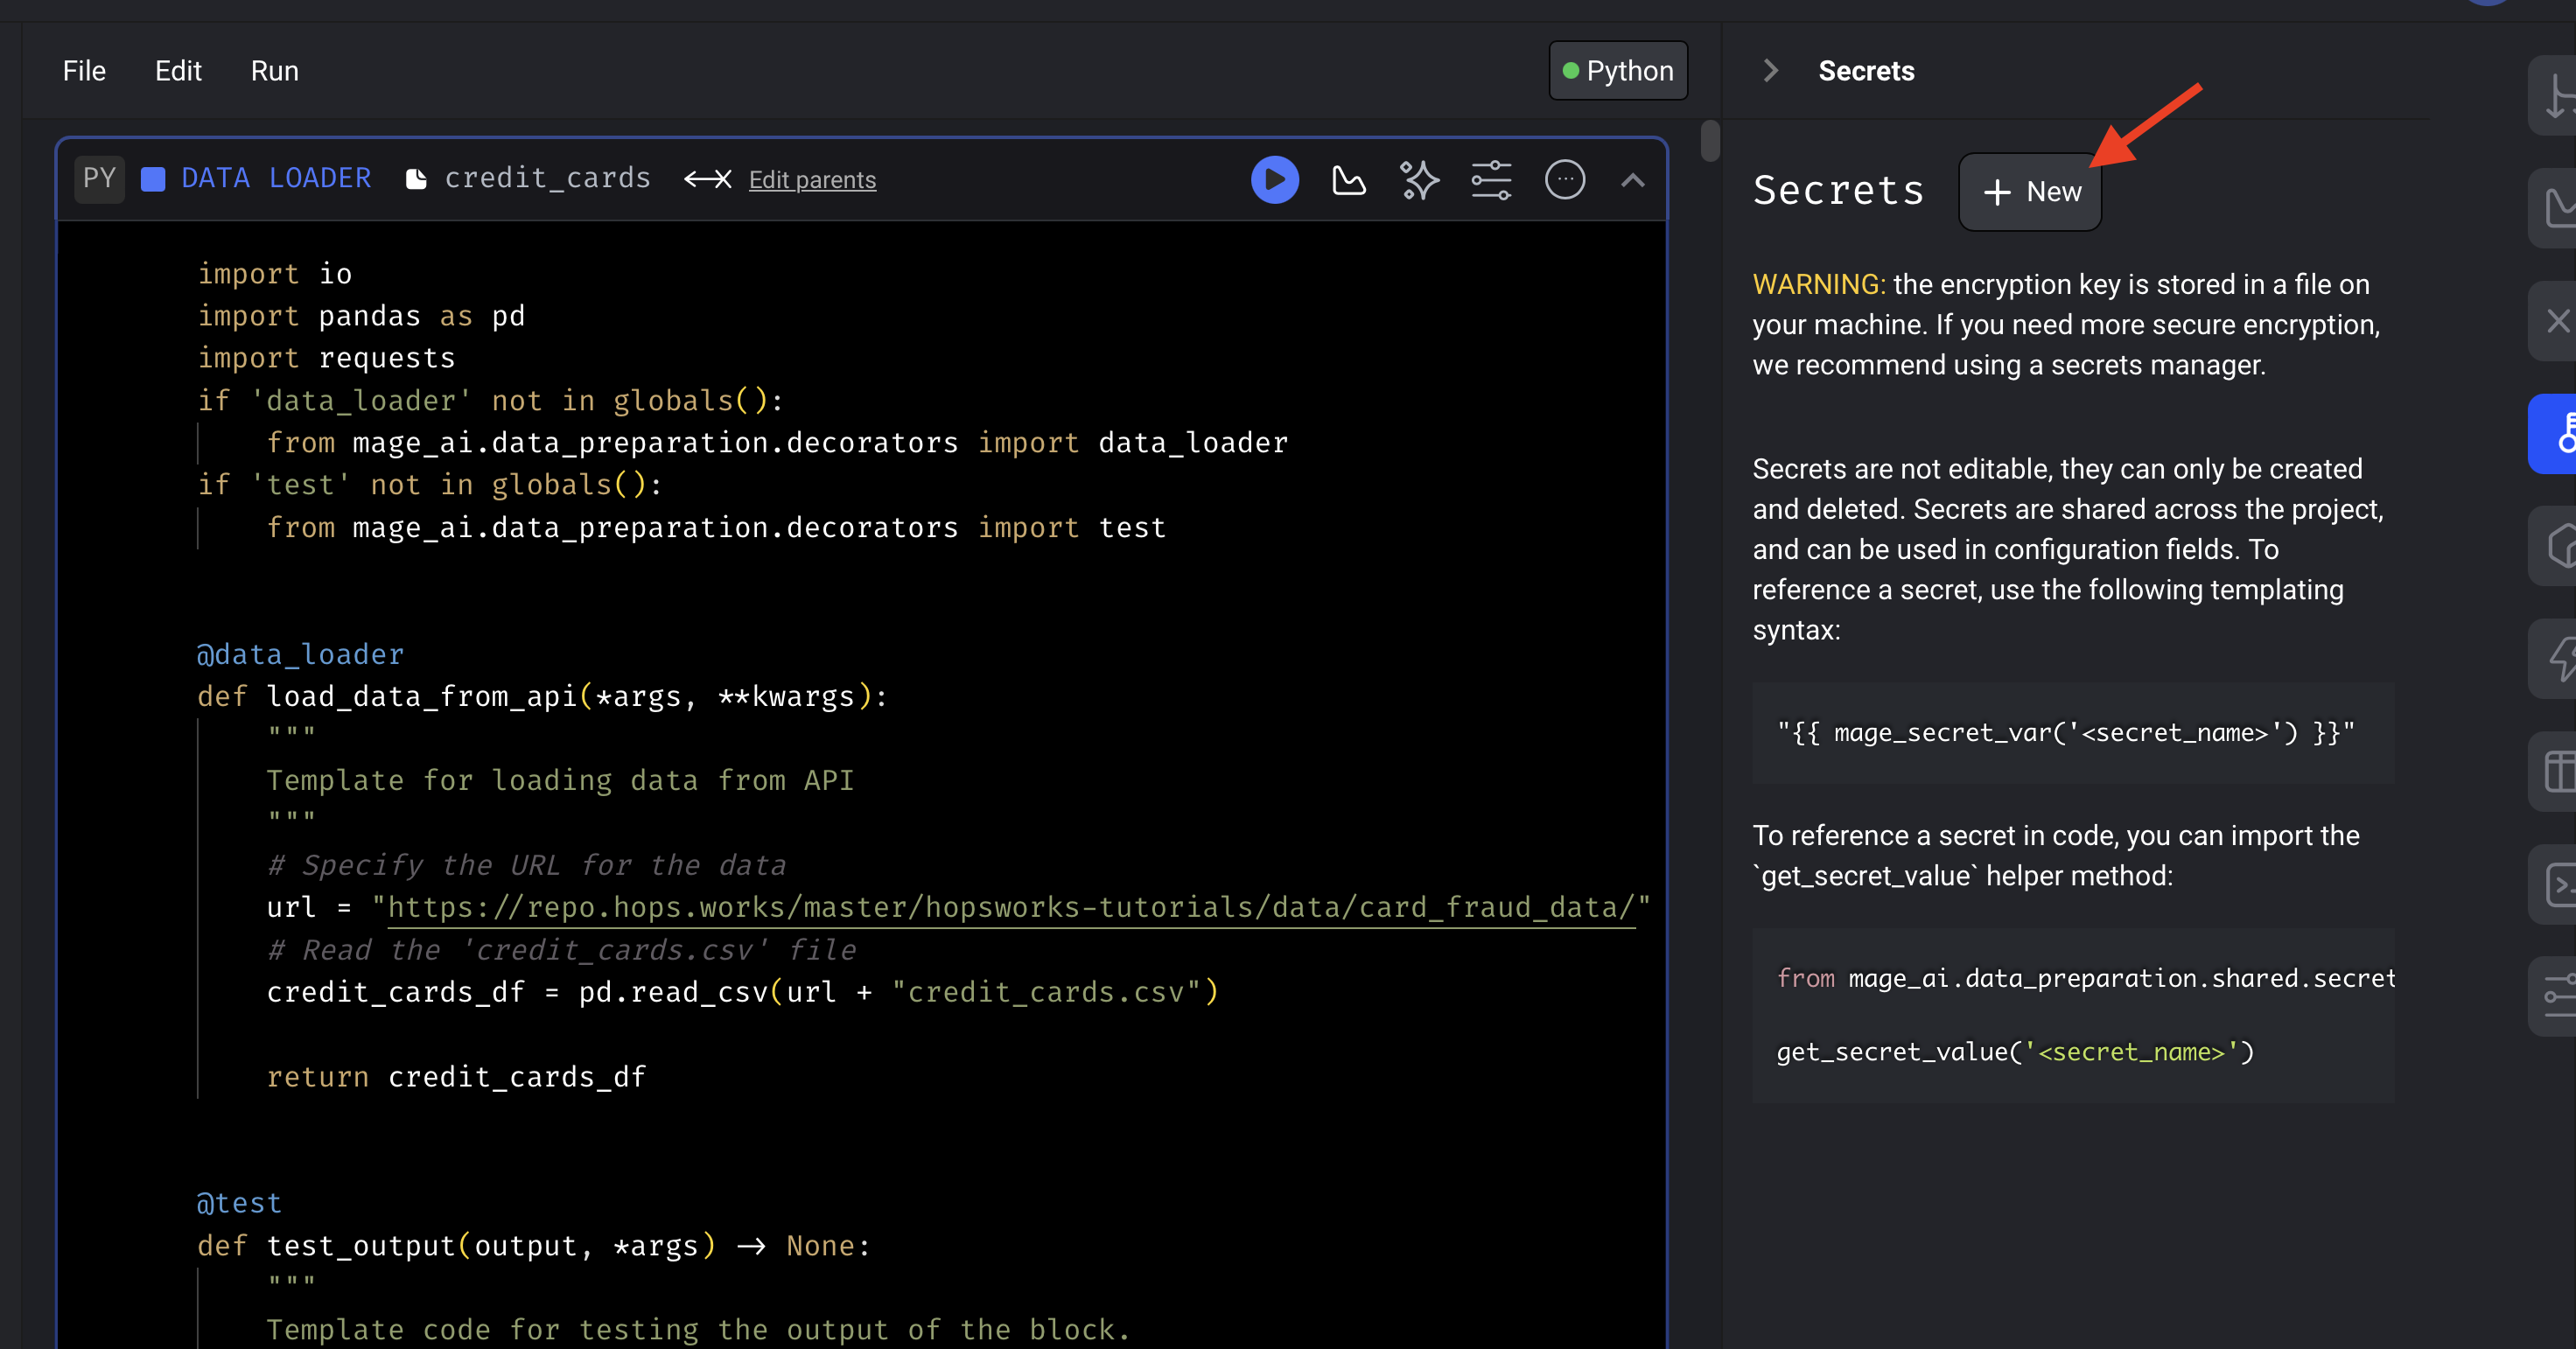 File Edit Run
Python
PY DATA LOADER credit_cards Edit parents
import io
import pandas as pd
import requests
if 'data_loader' not in globals():
from mage_ai.data_preparation.decorators import data_loader
if 'test' not in globals():
from mage_ai.data_preparation.decorators import test
@data_loader
def load_data_from_api(*args, **kwargs):
"""
Template for loading data from API
"""
# Specify the URL for the data
url = "https://repo.hops.works/master/hopsworks-tutorials/data/card_fraud_data/"
# Read the 'credit_cards.csv' file
credit_cards_df = pd.read_csv(url + "credit_cards.csv")
return credit_cards_df
@test
def test_output(output, *args) -> None:
"""
Template code for testing the output of the block.
Secrets
Secrets + New
WARNING: the encryption key is stored in a file on
your machine. If you need more secure encryption,
we recommend using a secrets manager.
Secrets are not editable, they can only be created
and deleted. Secrets are shared across the project,
and can be used in configuration fields. To
reference a secret, use the following templating
syntax:
"{{ mage_secret_var('<secret_name>') }}"
To reference a secret in code, you can import the
`get_secret_value` helper method:
from mage_ai.data_preparation.shared.secret
get_secret_value('<secret_name>')